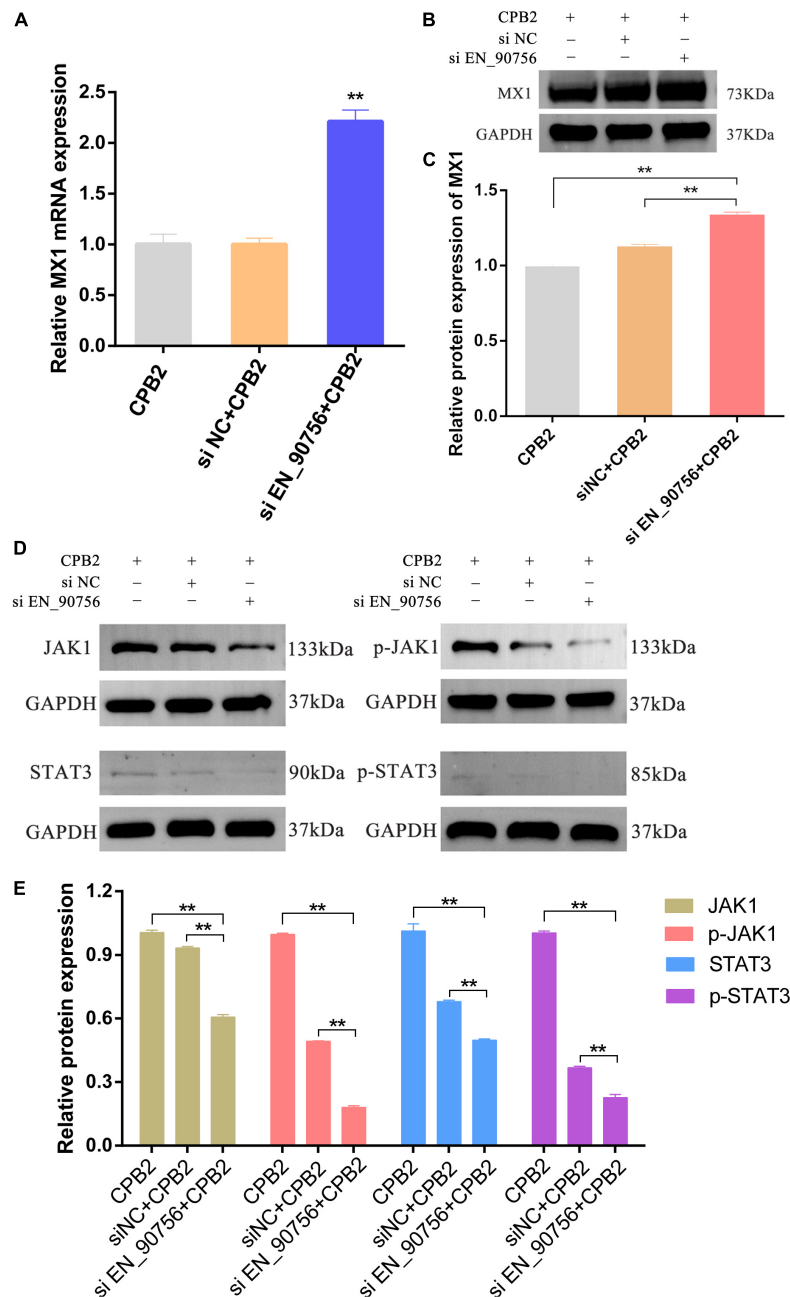 A
Relative MX1 mRNA expression
2.5
2.0
1.5
1.0
0.5
0.0
**
CPB2
si NC+CPB2
si EN_90756+CPB2
B
CPB2 + + +
si NC − + −
si EN_90756 − − +
MX1 73KDa
GAPDH 37KDa
C
Relative protein expression of MX1
1.5
1.0
0.5
0.0
**
**
CPB2
siNC+CPB2
si EN_90756+CPB2
D
CPB2 + + +
si NC − + −
si EN_90756 − − +
JAK1 133kDa
GAPDH 37kDa
STAT3 90kDa
GAPDH 37kDa
CPB2 + + +
si NC − + −
si EN_90756 − − +
p-JAK1 133kDa
GAPDH 37kDa
p-STAT3 85kDa
GAPDH 37kDa
E
Relative protein expression
1.2
0.9
0.6
0.3
0.0
** ** ** **
** ** ** **
CPB2
siNC+CPB2
si EN_90756+CPB2
CPB2
siNC+CPB2
si EN_90756+CPB2
CPB2
siNC+CPB2
si EN_90756+CPB2
CPB2
siNC+CPB2
si EN_90756+CPB2
JAK1
p-JAK1
STAT3
p-STAT3